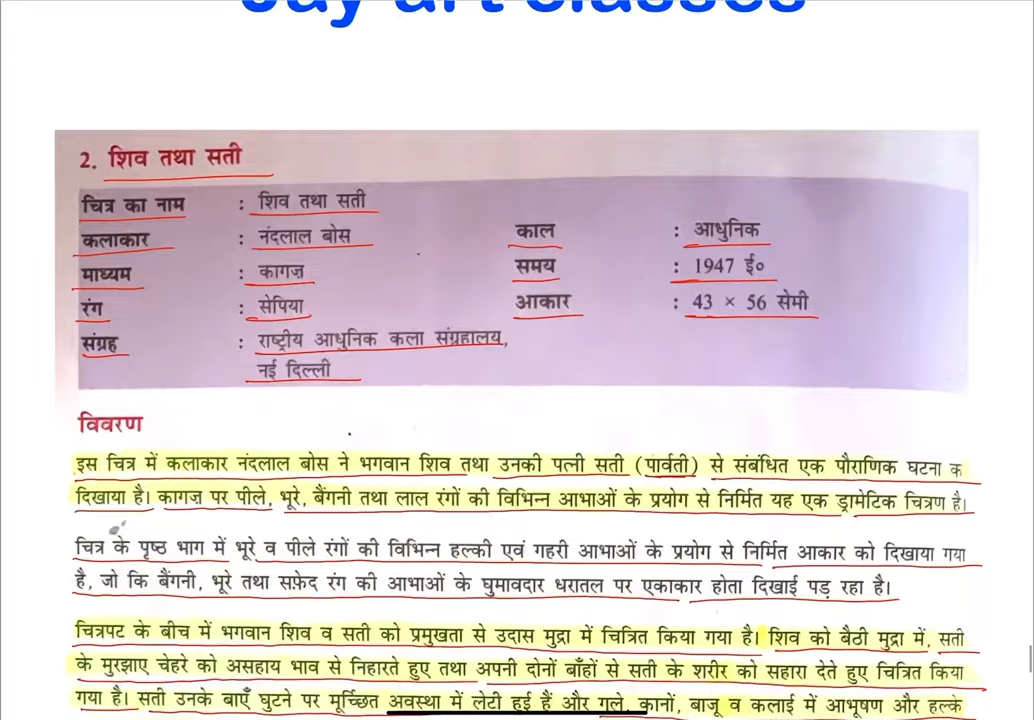 Jay art classes
2. शिव तथा सती
चित्र का नाम : शिव तथा सती
कलाकार : नंदलाल बोस काल : आधुनिक
माध्यम : कागज़ समय : 1947 ई०
रंग : सेपिया आकार : 43 × 56 सेमी
संग्रह : राष्ट्रीय आधुनिक कला संग्रहालय,
नई दिल्ली
विवरण
इस चित्र में कलाकार नंदलाल बोस ने भगवान शिव तथा उनकी पत्नी सती (पार्वती) से संबंधित एक पौराणिक घटना क
दिखाया है। कागज़ पर पीले, भूरे, बैंगनी तथा लाल रंगों की विभिन्न आभाओं के प्रयोग से निर्मित यह एक ड्रामेटिक चित्रण है।
चित्र के पृष्ठ भाग में भूरे व पीले रंगों की विभिन्न हल्की एवं गहरी आभाओं के प्रयोग से निर्मित आकार को दिखाया गया
है, जो कि बैंगनी, भूरे तथा सफ़ेद रंग की आभाओं के घुमावदार धरातल पर एकाकार होता दिखाई पड़ रहा है।
चित्रपट के बीच में भगवान शिव व सती को प्रमुखता से उदास मुद्रा में चित्रित किया गया है। शिव को बैठी मुद्रा में, सती
के मुरझाए चेहरे को असहाय भाव से निहारते हुए तथा अपनी दोनों बाँहों से सती के शरीर को सहारा देते हुए चित्रित किया
गया है। सती उनके बाएँ घुटने पर मूर्च्छित अवस्था में लेटी हुई हैं और गले, कानों, बाजू व कलाई में आभूषण और हल्के